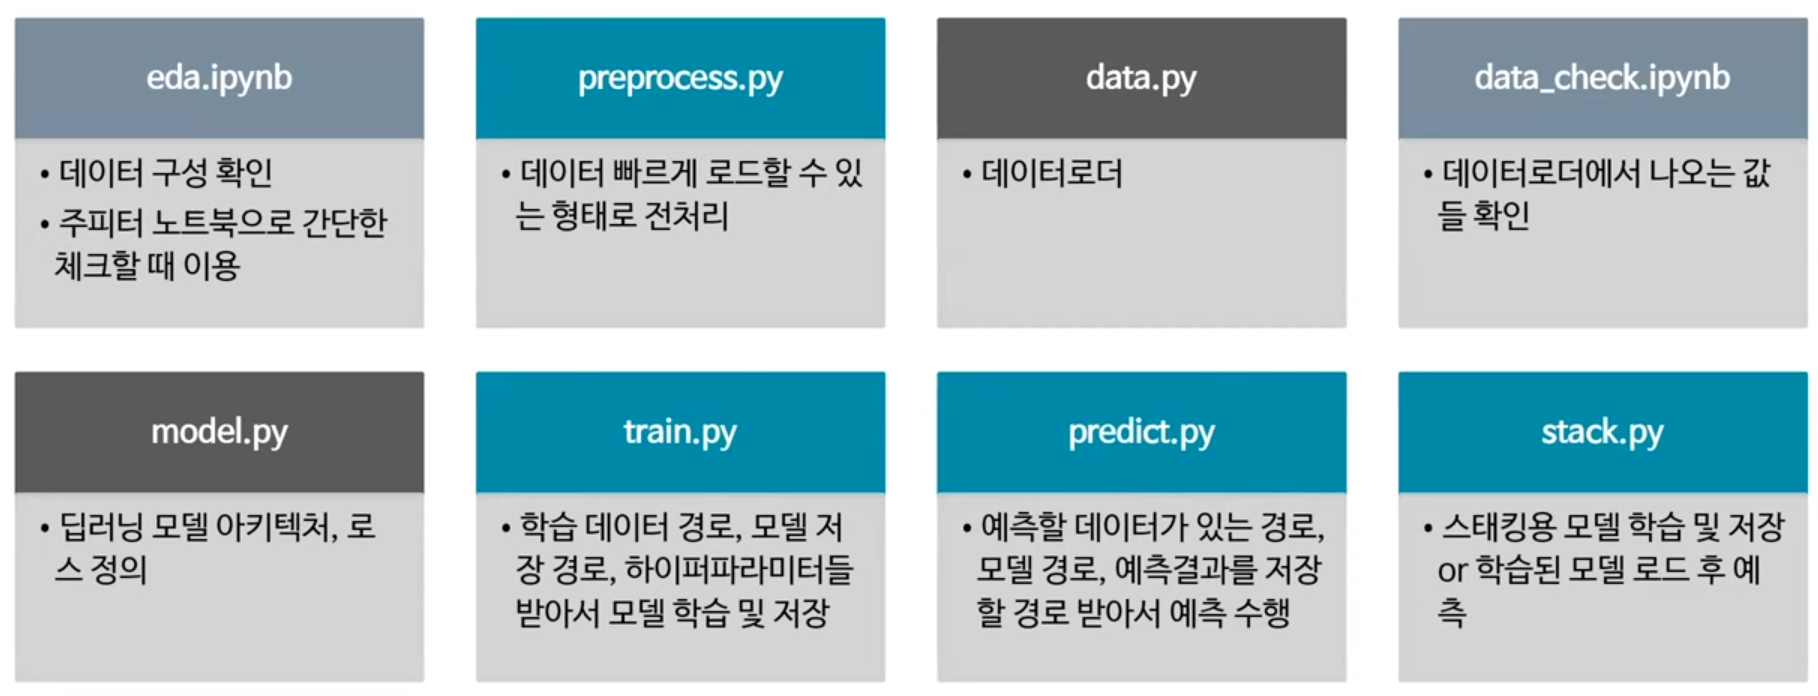 eda.ipynb
• 데이터 구성 확인
• 주피터 노트북으로 간단한
체크할 때 이용
preprocess.py
• 데이터 빠르게 로드할 수 있
는 형태로 전처리
data.py
• 데이터로더
data_check.ipynb
• 데이터로더에서 나오는 값
들 확인
model.py
• 딥러닝 모델 아키텍처, 로
스 정의
train.py
• 학습 데이터 경로, 모델 저
장 경로, 하이퍼파라미터들
받아서 모델 학습 및 저장
predict.py
• 예측할 데이터가 있는 경로,
모델 경로, 예측결과를 저장
할 경로 받아서 예측 수행
stack.py
• 스태킹용 모델 학습 및 저장
or 학습된 모델 로드 후 예
측